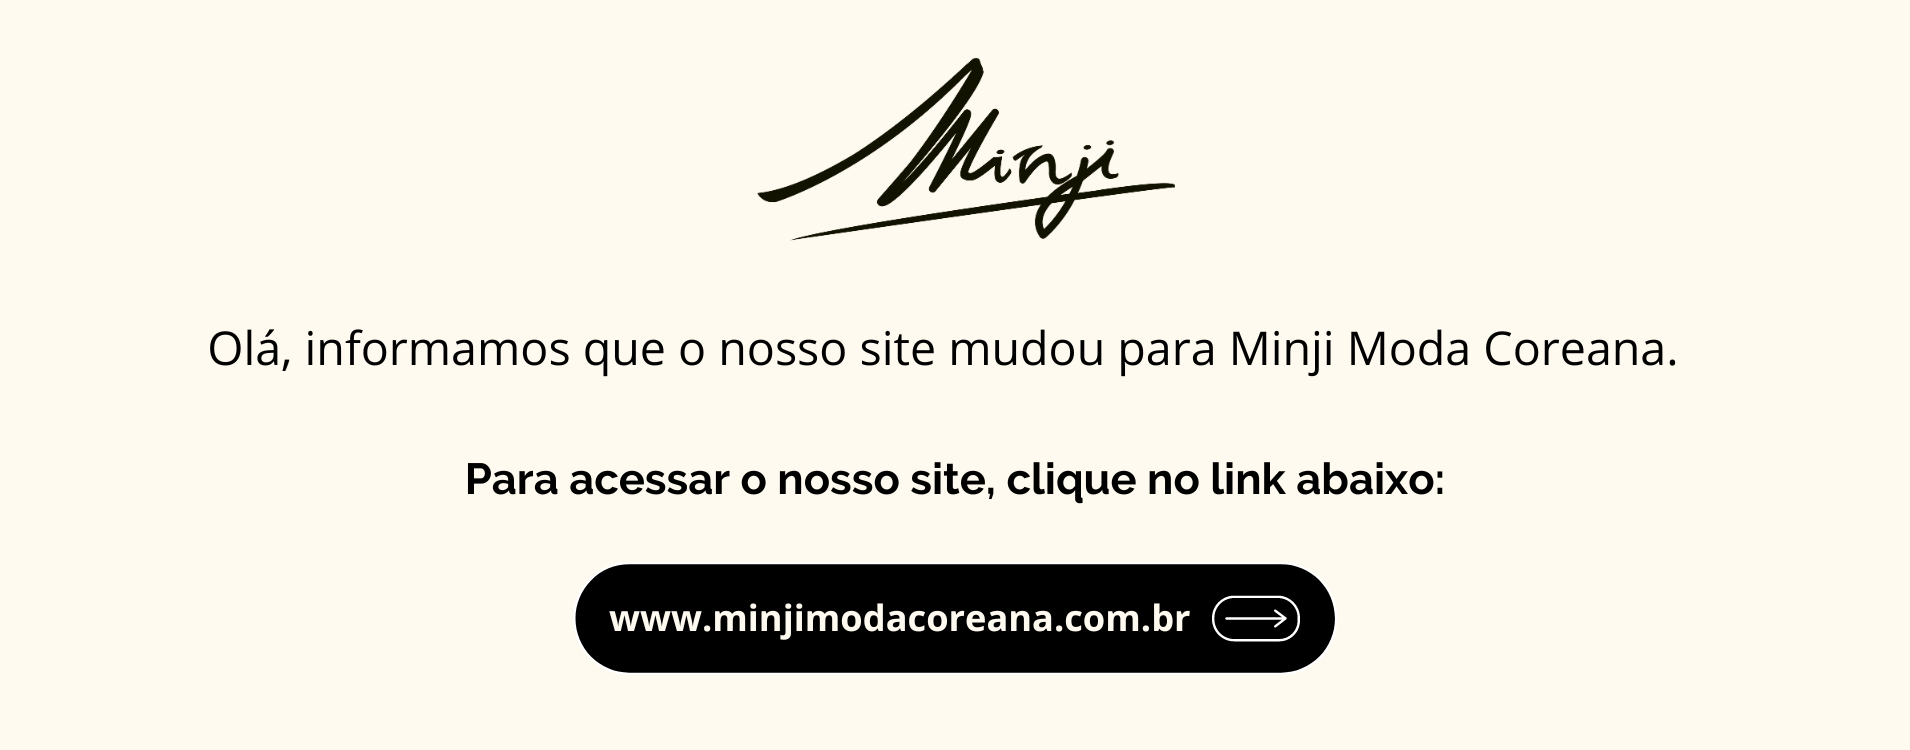 Minji
Olá, informamos que o nosso site mudou para Minji Moda Coreana.
Para acessar o nosso site, clique no link abaixo:
www.minjimodacoreana.com.br